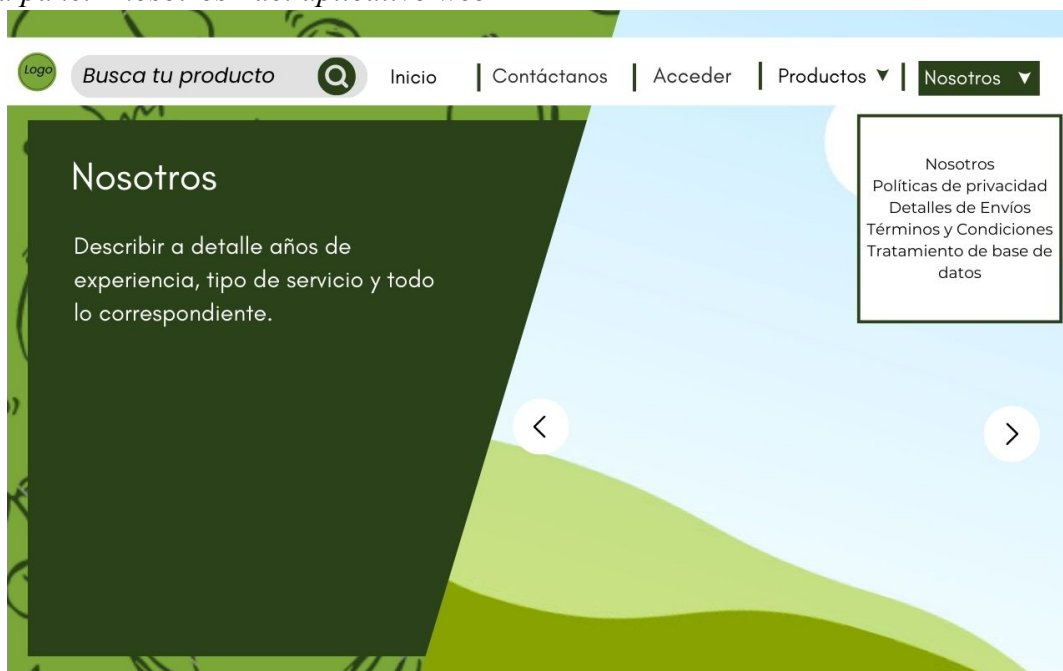 Logo
Busca tu producto
Inicio
Contáctanos
Acceder
Productos
Nosotros
Nosotros
Describir a detalle años de
experiencia, tipo de servicio y todo
lo correspondiente.
Nosotros
Políticas de privacidad
Detalles de Envíos
Términos y Condiciones
Tratamiento de base de
datos